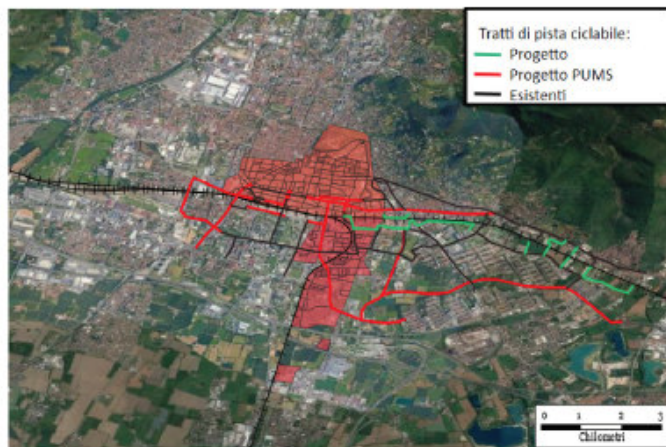 Tratti di pista ciclabile:
Progetto
Progetto PUMS
Esistenti
0 1 2 3
Chilometri